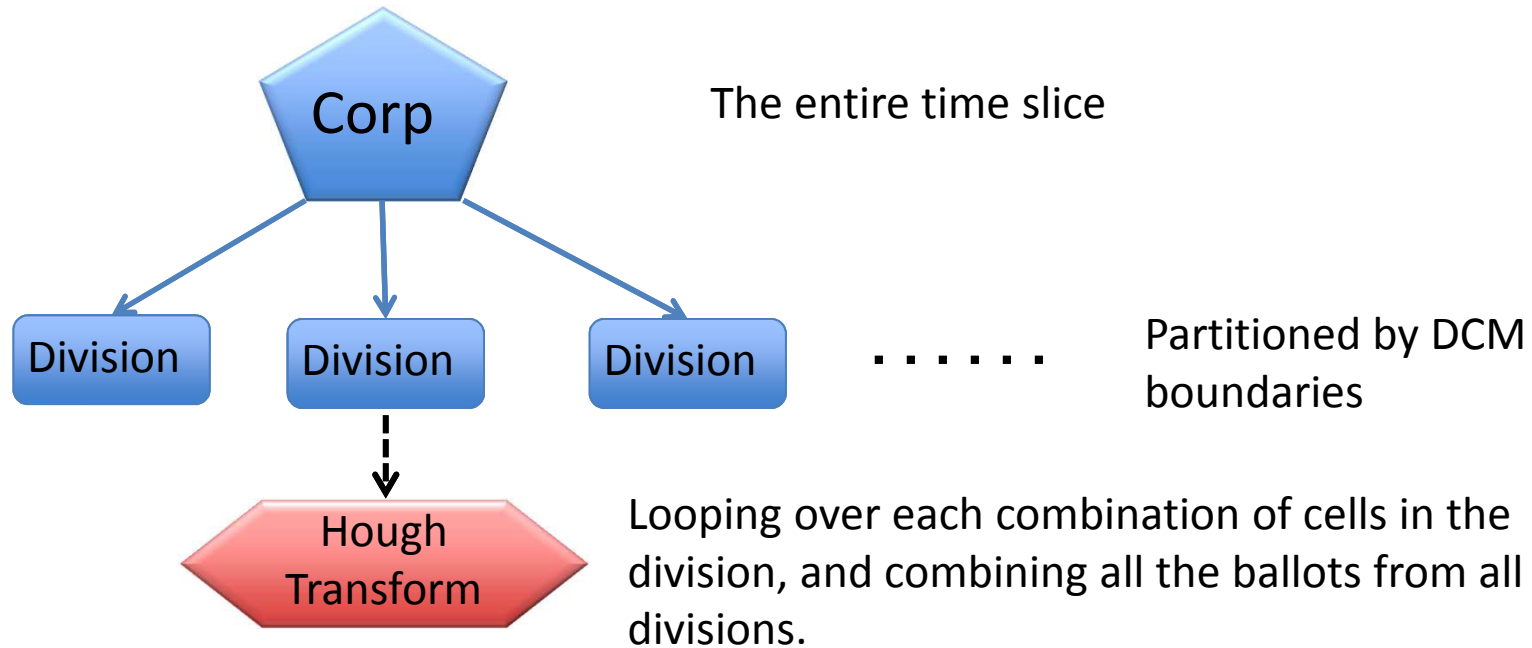 Corp
The entire time slice
Division
Division
Division
......
Partitioned by DCM
boundaries
Hough
Transform
Looping over each combination of cells in the
division, and combining all the ballots from all
divisions.